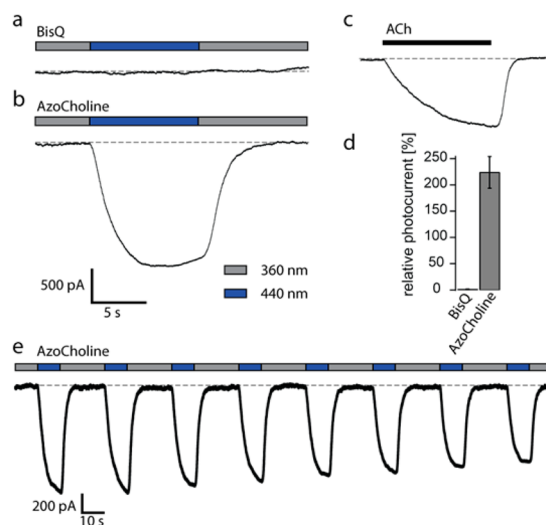 a
BisQ
b
AzoCholine
500 pA
5 s
360 nm
440 nm
c
ACh
d
relative photocurrent [%]
250
200
150
100
50
0
BisQ
AzoCholine
e
AzoCholine
200 pA
10 s